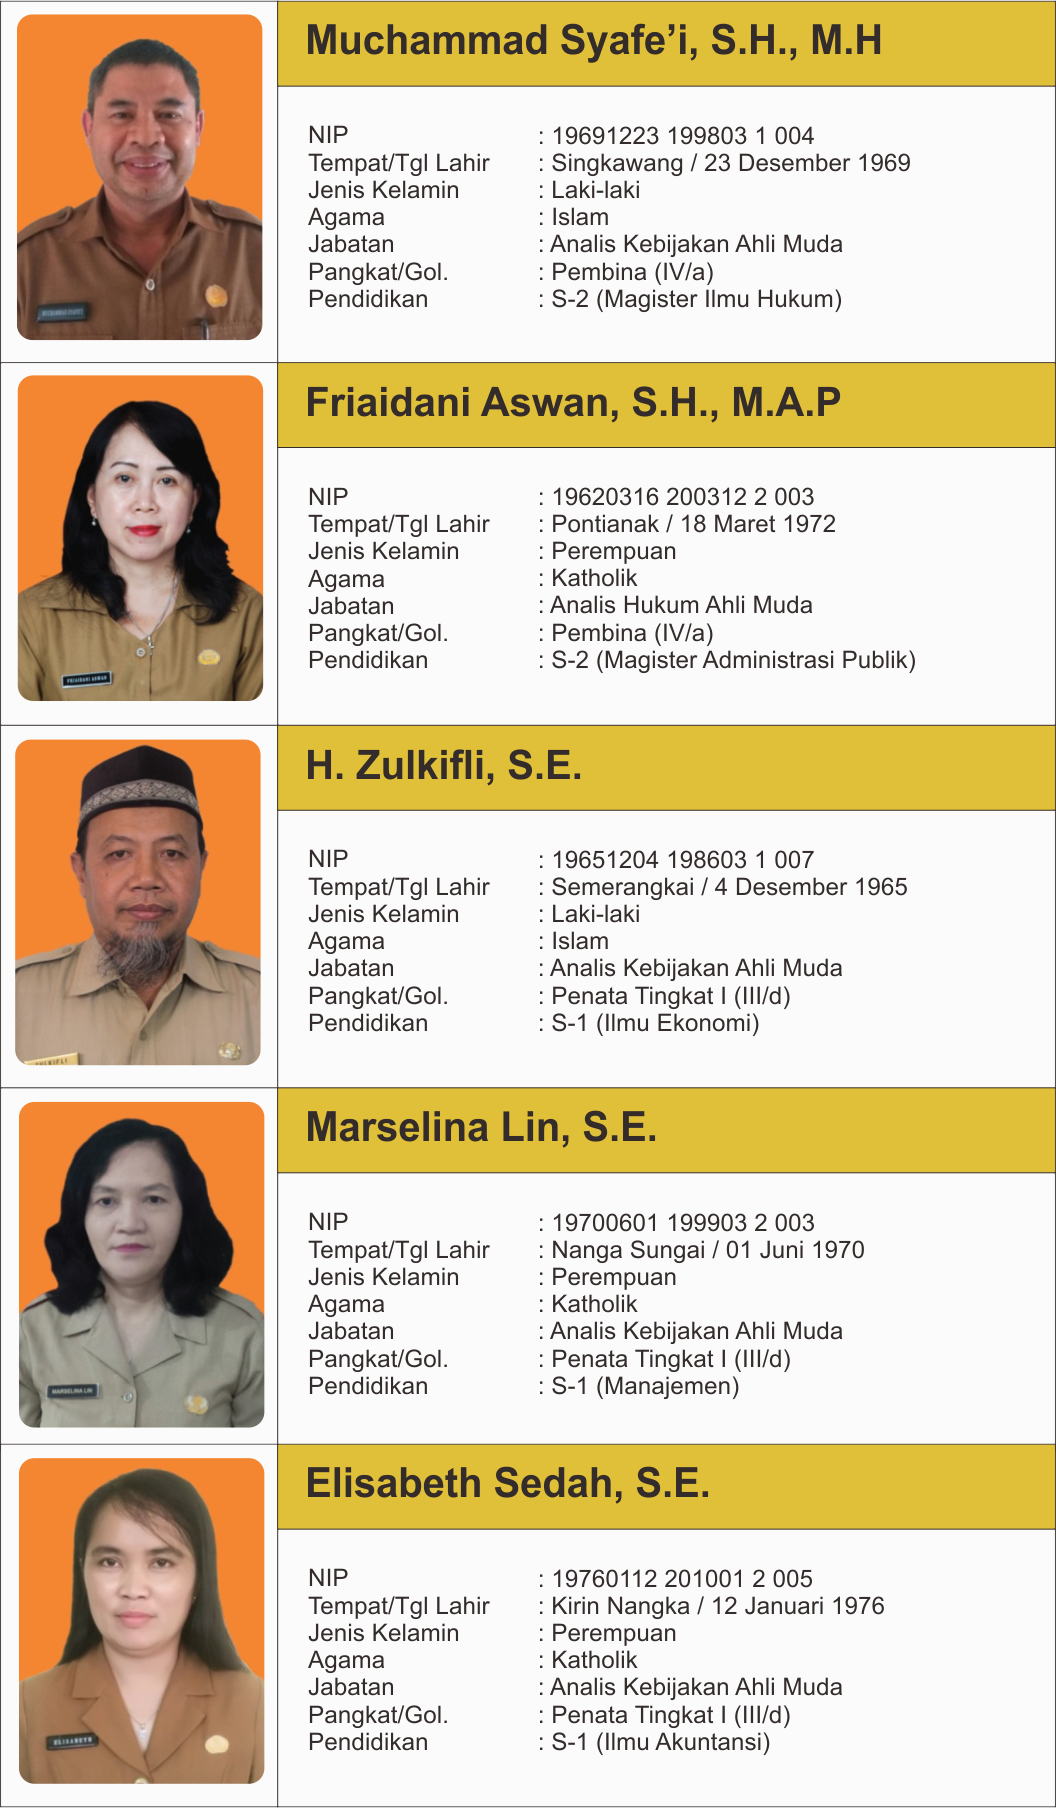 Muchammad Syafe’i, S.H., M.H
NIP : 19691223 199803 1 004
Tempat/Tgl Lahir : Singkawang / 23 Desember 1969
Jenis Kelamin : Laki-laki
Agama : Islam
Jabatan : Analis Kebijakan Ahli Muda
Pangkat/Gol. : Pembina (IV/a)
Pendidikan : S-2 (Magister Ilmu Hukum)
Friaidani Aswan, S.H., M.A.P
NIP : 19620316 200312 2 003
Tempat/Tgl Lahir : Pontianak / 18 Maret 1972
Jenis Kelamin : Perempuan
Agama : Katholik
Jabatan : Analis Hukum Ahli Muda
Pangkat/Gol. : Pembina (IV/a)
Pendidikan : S-2 (Magister Administrasi Publik)
FRIAIDANI ASWAN
H. Zulkifli, S.E.
NIP : 19651204 198603 1 007
Tempat/Tgl Lahir : Semerangkai / 4 Desember 1965
Jenis Kelamin : Laki-laki
Agama : Islam
Jabatan : Analis Kebijakan Ahli Muda
Pangkat/Gol. : Penata Tingkat I (III/d)
Pendidikan : S-1 (Ilmu Ekonomi)
Marselina Lin, S.E.
NIP : 19700601 199903 2 003
Tempat/Tgl Lahir : Nanga Sungai / 01 Juni 1970
Jenis Kelamin : Perempuan
Agama : Katholik
Jabatan : Analis Kebijakan Ahli Muda
Pangkat/Gol. : Penata Tingkat I (III/d)
Pendidikan : S-1 (Manajemen)
MARSELINA LIN
Elisabeth Sedah, S.E.
NIP : 19760112 201001 2 005
Tempat/Tgl Lahir : Kirin Nangka / 12 Januari 1976
Jenis Kelamin : Perempuan
Agama : Katholik
Jabatan : Analis Kebijakan Ahli Muda
Pangkat/Gol. : Penata Tingkat I (III/d)
Pendidikan : S-1 (Ilmu Akuntansi)
ELISABETH